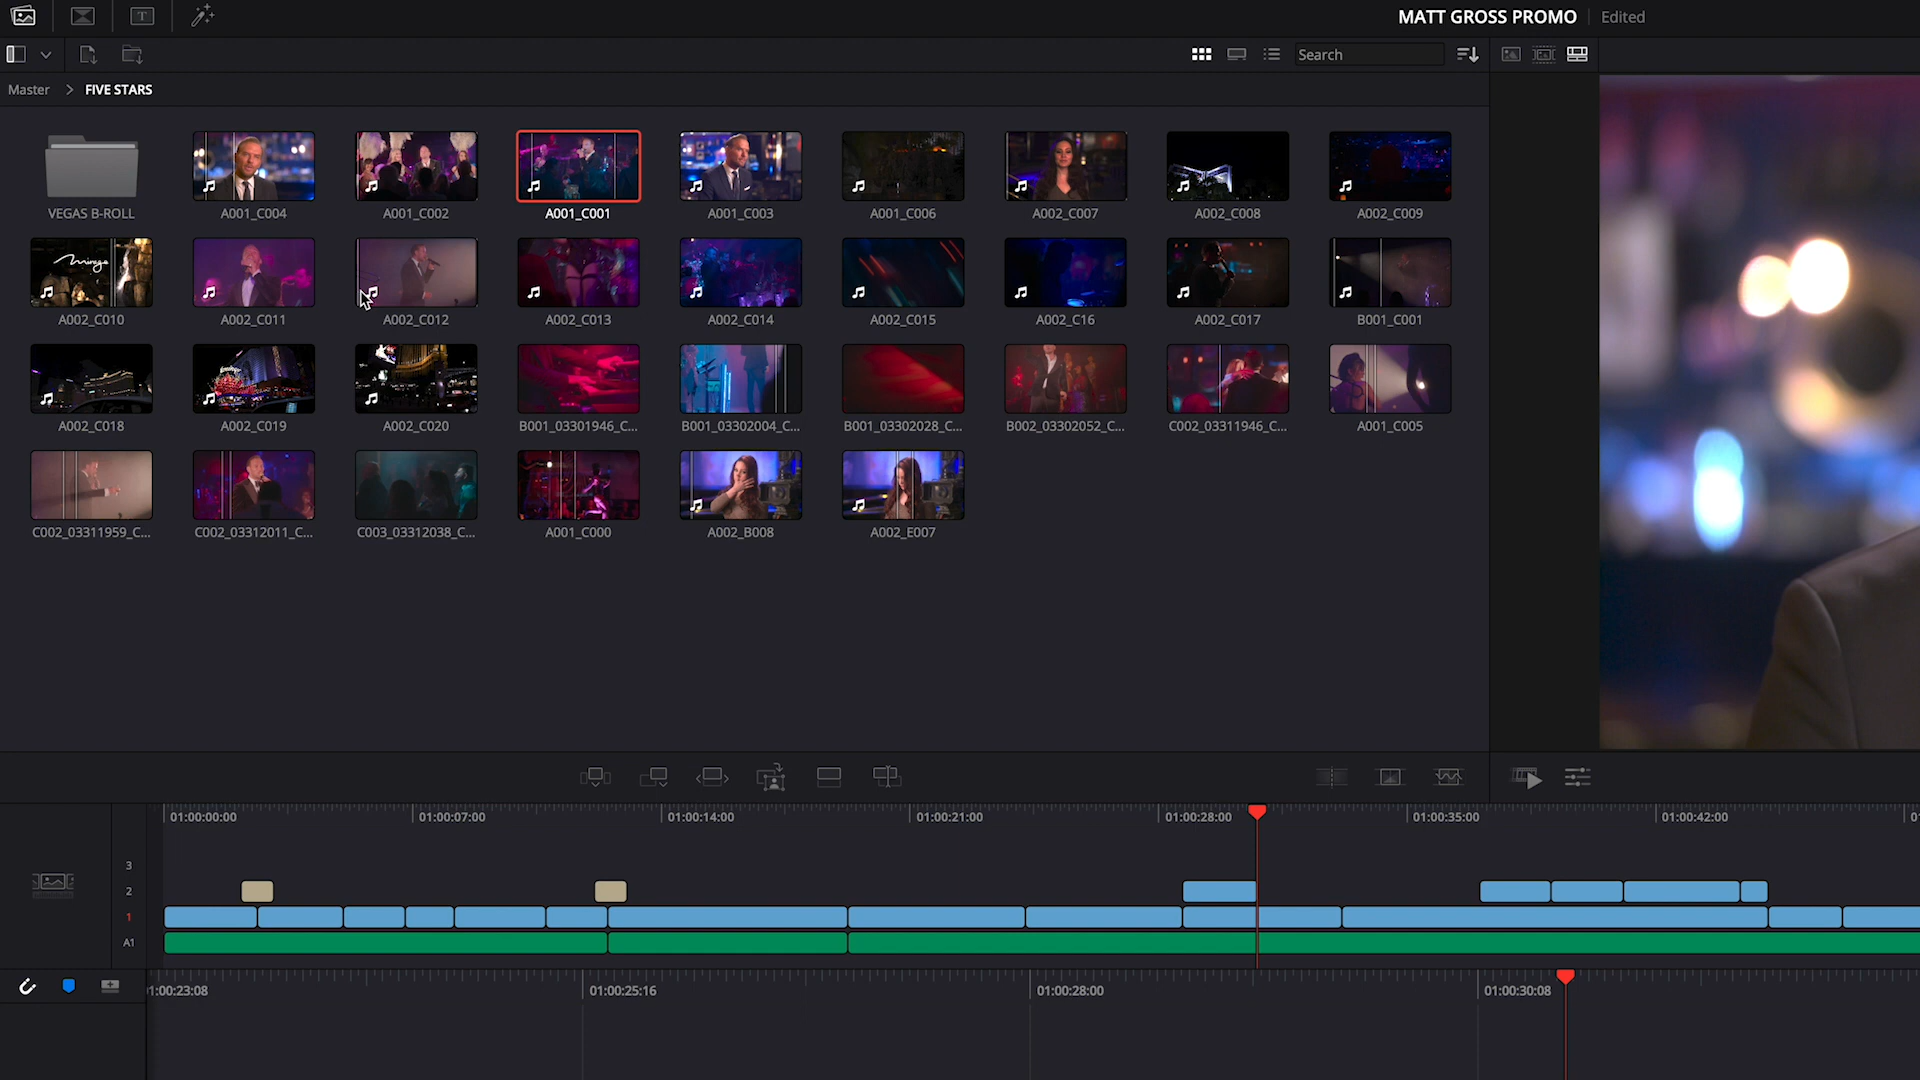 MATT GROSS PROMO Edited
Search
Master > FIVE STARS
VEGAS B-ROLL A001_C004 A001_C002 A001_C001 A001_C003 A001_C006 A002_C007 A002_C008 A002_C009
Mirage
A002_C010 A002_C011 A002_C012 A002_C013 A002_C014 A002_C015 A002_C16 A002_C017 B001_C001
A002_C018 A002_C019 A002_C020 B001_03301946_C... B001_03302004_C... B001_03302028_C... B002_03302052_C... C002_03311946_C... A001_C005
C002_03311959_C... C002_03312011_C... C003_03312038_C... A001_C000 A002_B008 A002_E007
01:00:00:00 01:00:07:00 01:00:14:00 01:00:21:00 01:00:28:00 01:00:35:00 01:00:42:00
3
2
1
A1
1:00:23:08 01:00:25:16 01:00:28:00 01:00:30:08